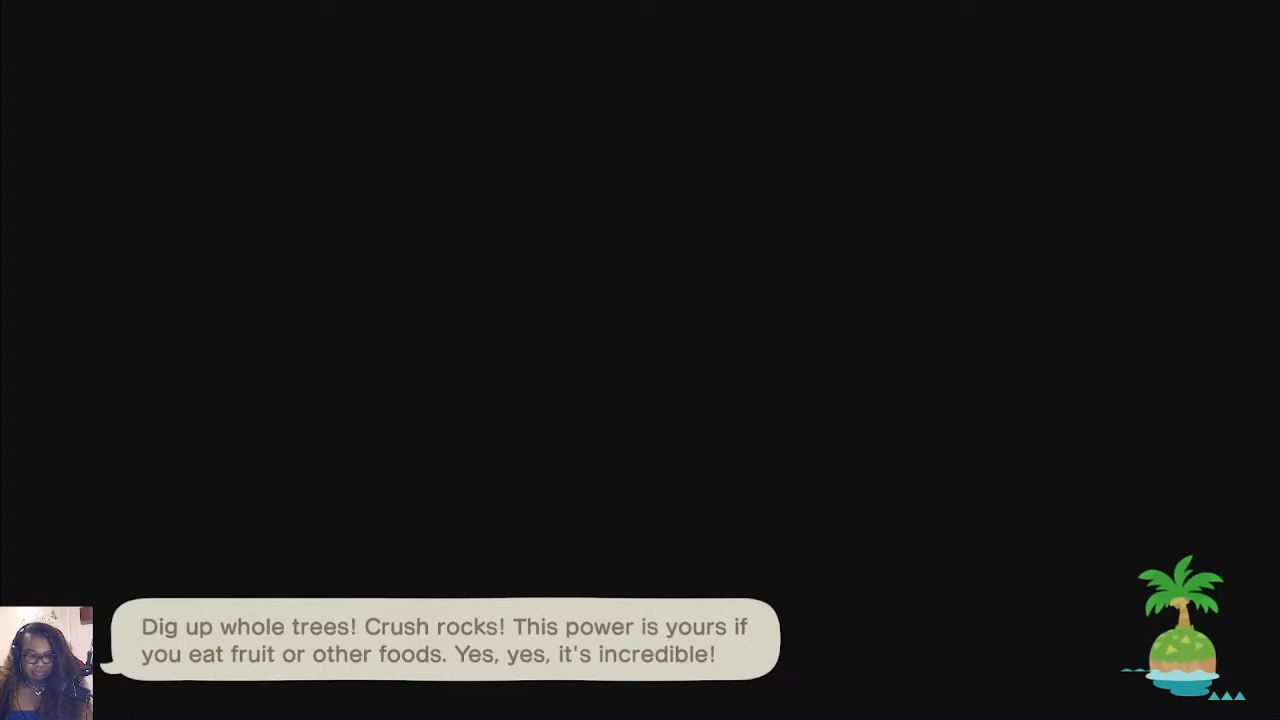 Dig up whole trees! Crush rocks! This power is yours if
you eat fruit or other foods. Yes, yes, it's incredible!